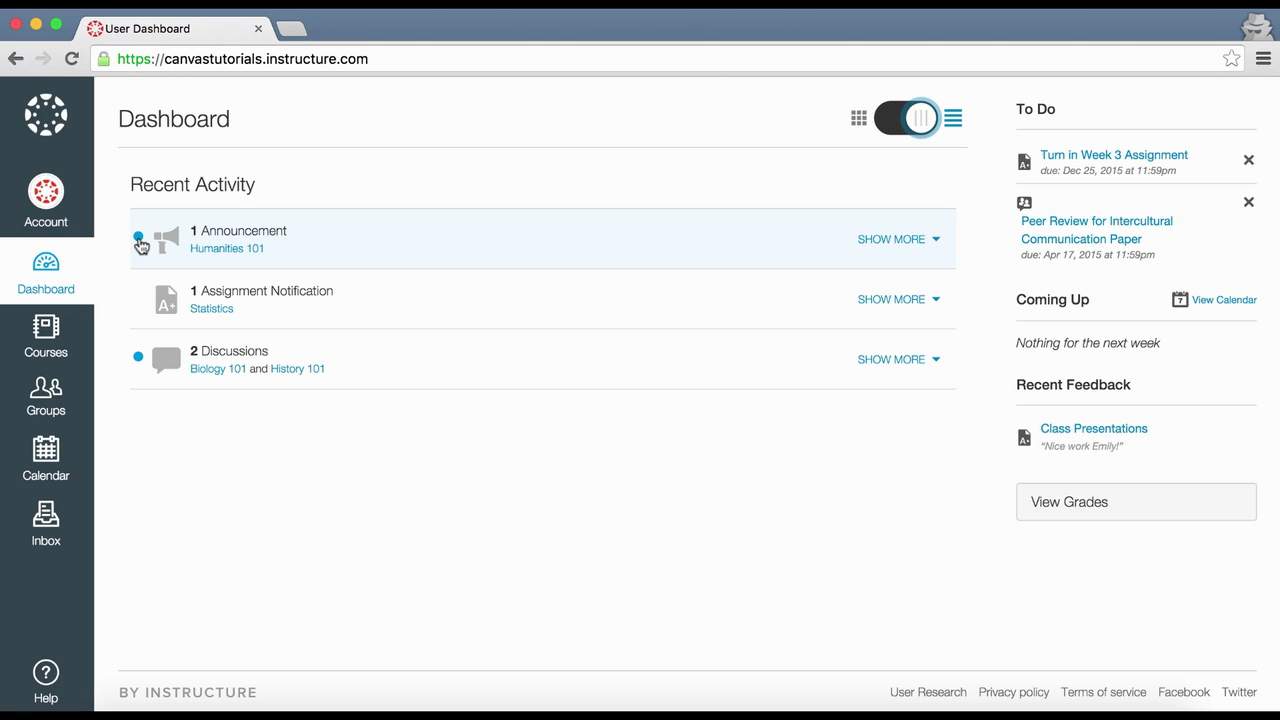 User Dashboard
https://canvastutorials.instructure.com
Account
Dashboard
Courses
Groups
Calendar
Inbox
Help
Dashboard
Recent Activity
1 Announcement
Humanities 101
SHOW MORE
1 Assignment Notification
Statistics
SHOW MORE
2 Discussions
Biology 101 and History 101
SHOW MORE
To Do
Turn in Week 3 Assignment
due: Dec 25, 2015 at 11:59pm
Peer Review for Intercultural
Communication Paper
due: Apr 17, 2015 at 11:59pm
Coming Up
7 View Calendar
Nothing for the next week
Recent Feedback
Class Presentations
“Nice work Emily!”
View Grades
BY INSTRUCTURE
User Research Privacy policy Terms of service Facebook Twitter